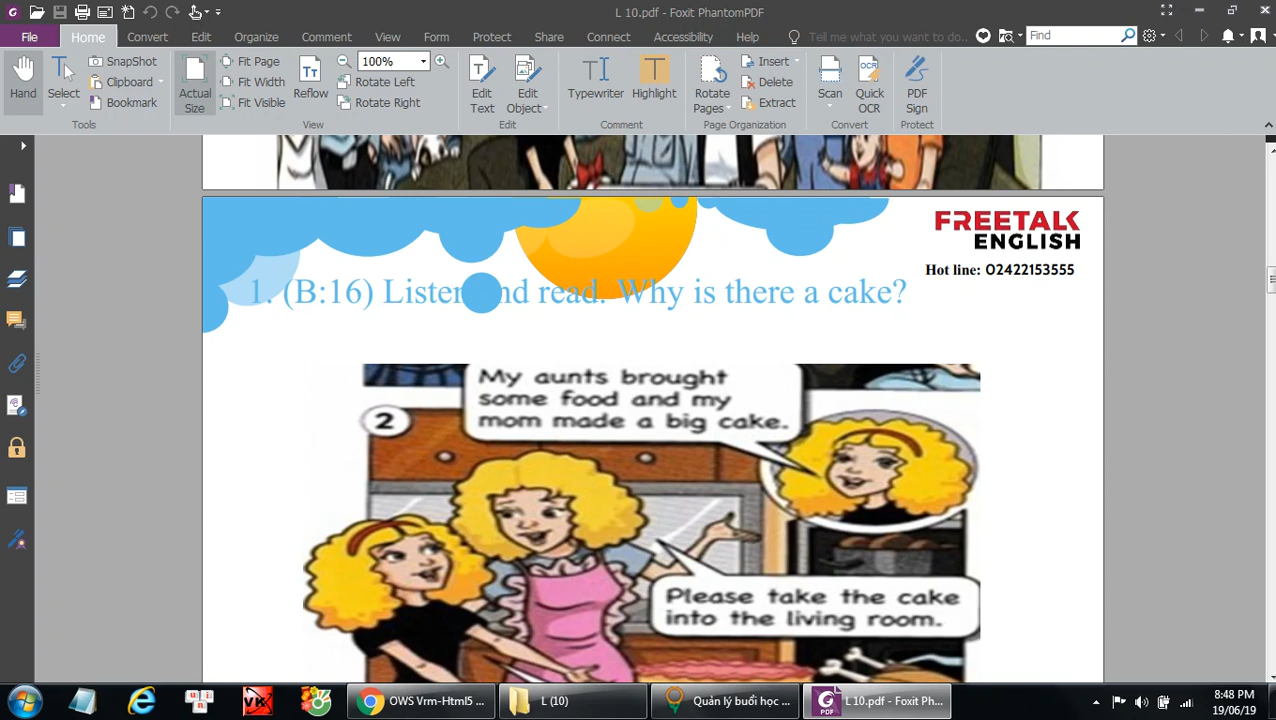 L 10.pdf - Foxit PhantomPDF
File Home Convert Edit Organize Comment View Form Protect Share Connect Accessibility Help Tell me what you want to do.. Find
Hand
Select
SnapShot
Clipboard
Bookmark
Tools
Actual Size
Fit Page
Fit Width
Fit Visible
Reflow
100%
Rotate Left
Rotate Right
View
Edit Text
Edit Object
Edit
Typewriter
Highlight
Comment
Rotate Pages
Insert
Delete
Extract
Page Organization
Scan
Quick OCR
Convert
PDF Sign
Protect
FREETALK
ENGLISH
Hot line: 02422153555
1. (B:16) Listen and read. Why is there a cake?
My aunts brought
some food and my
mom made a big cake.
2
Please take the cake
into the living room.
OWS Vrm-Html5 ...
L (10)
Quản lý buổi học ...
L 10.pdf - Foxit Pha...
8:48 PM
19/06/19